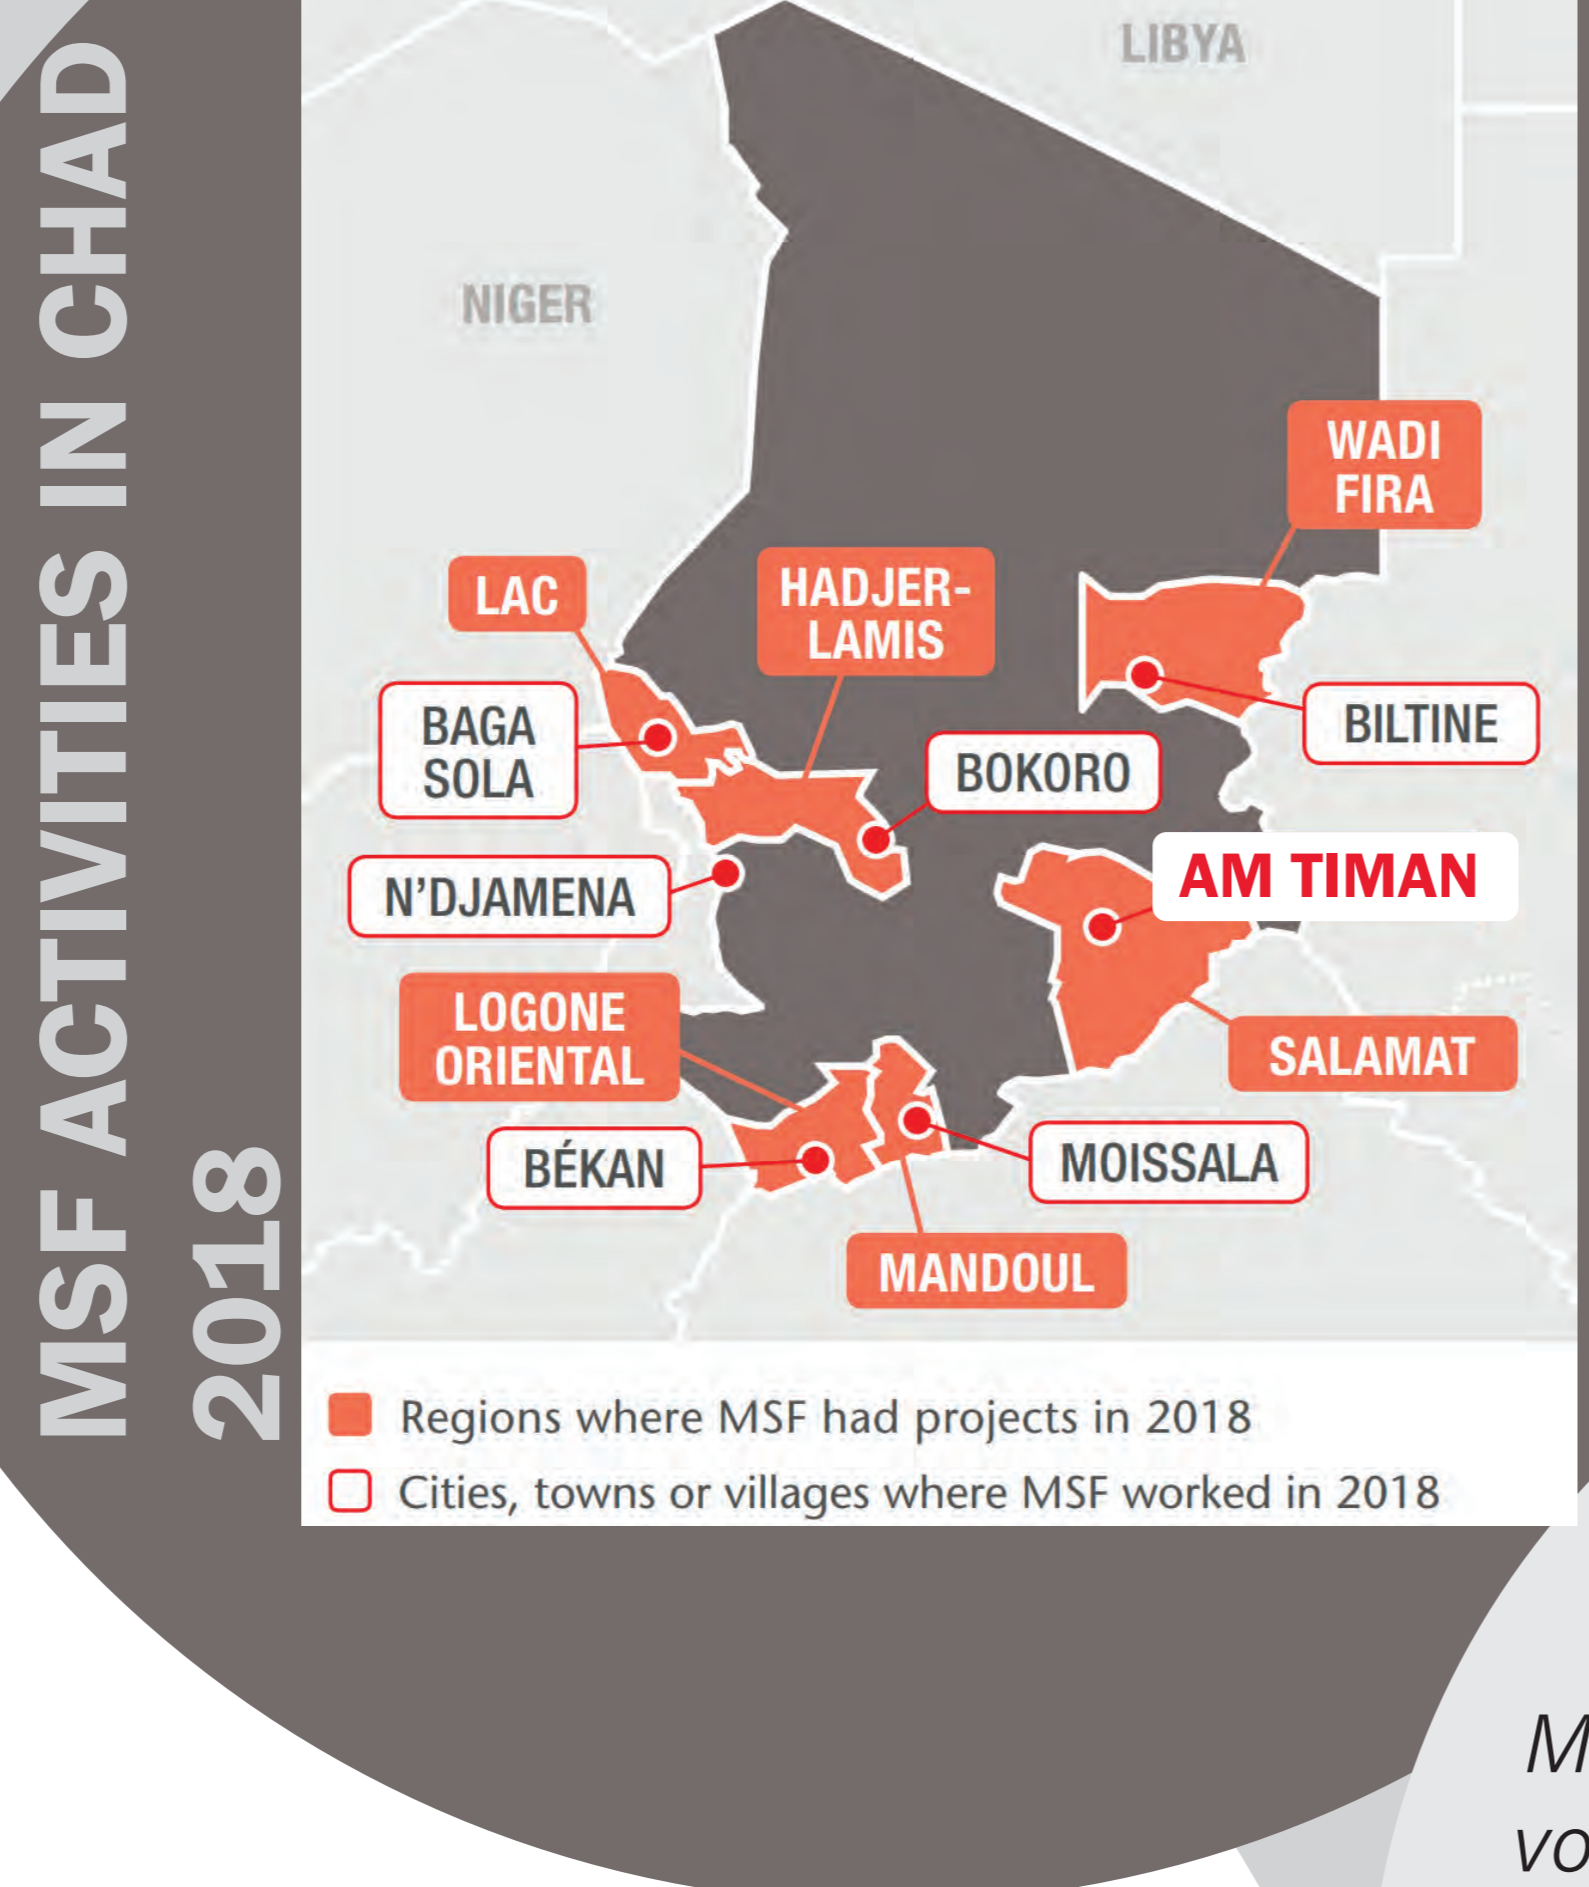 MSF ACTIVITIES IN CHAD
2018
LIBYA
NIGER
WADI
FIRA
LAC
HADJER-
LAMIS
BAGA
SOLA
BILTINE
BOKORO
AM TIMAN
N’DJAMENA
LOGONE
ORIENTAL
SALAMAT
BÉKAN
MOISSALA
MANDOUL
Regions where MSF had projects in 2018
Cities, towns or villages where MSF worked in 2018